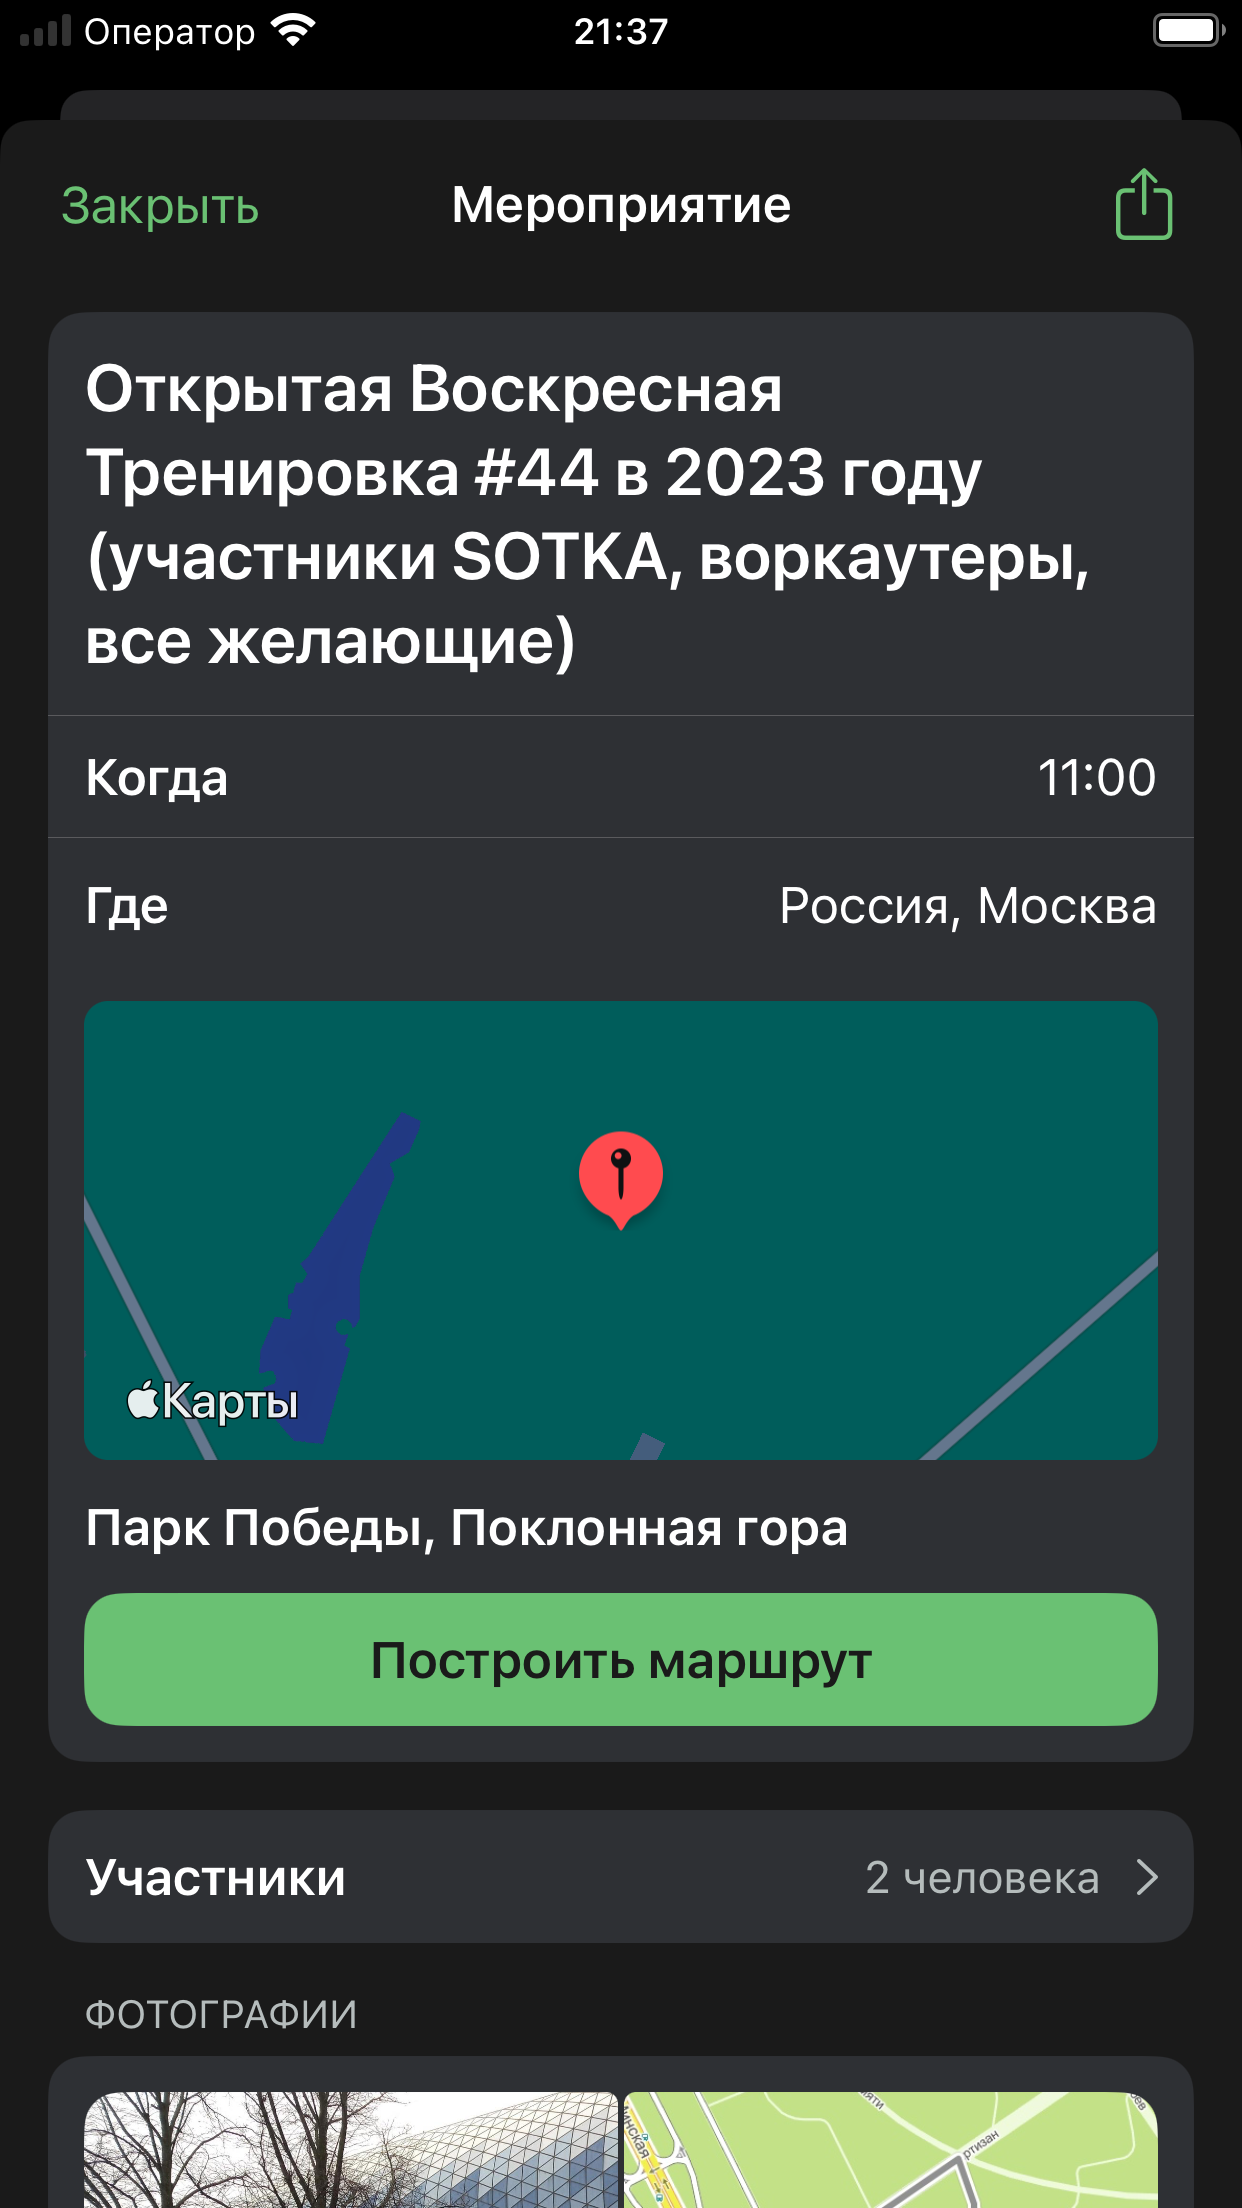 Оператор
21:37
Закрыть
Мероприятие
Открытая Воскресная
Тренировка #44 в 2023 году
(участники SOTKA, воркаутеры,
все желающие)
Когда
11:00
Где
Россия, Москва
Карты
Парк Победы, Поклонная гора
Построить маршрут
Участники
2 человека
ФОТОГРАФИИ